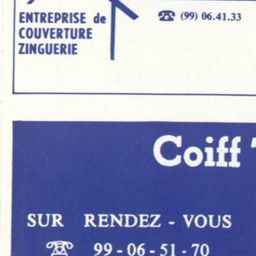 ENTREPRISE de
COUVERTURE
ZINGUERIE
☎ (99) 06.41.33
Coiff
SUR RENDEZ - VOUS
☎ 99 - 06 - 51 - 70